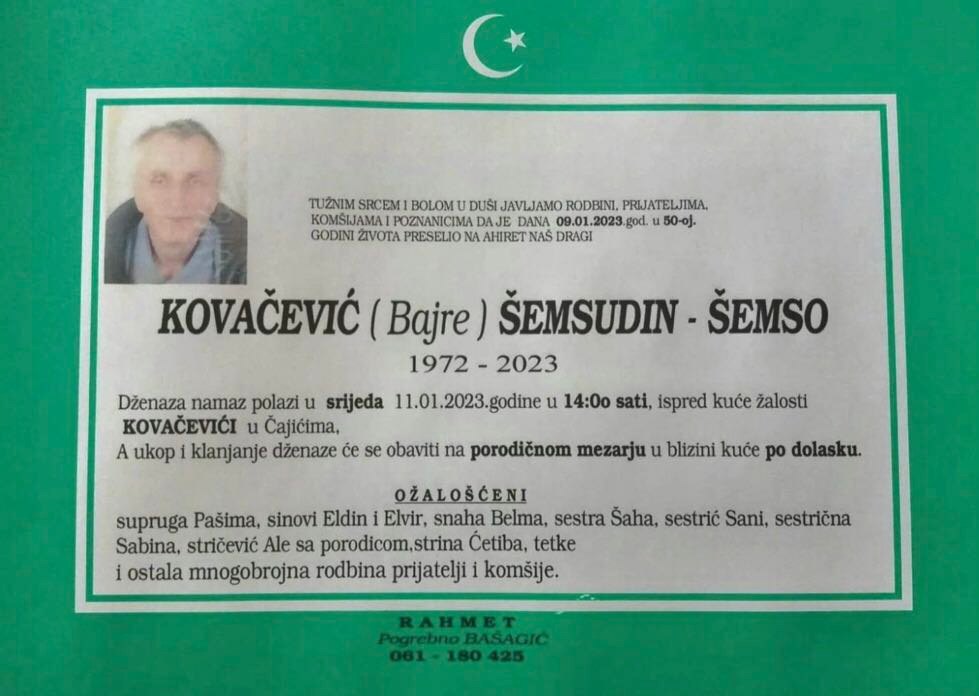 TUŽNIM SRCEM I BOLOM U DUŠI JAVLJAMO RODBINI, PRIJATELJIMA,
KOMŠIJAMA I POZNANICIMA DA JE DANA 09.01.2023.god. u 50-oj.
GODINI ŽIVOTA PRESELIO NA AHIRET NAŠ DRAGI
KOVAČEVIĆ ( Bajre ) ŠEMSUDIN - ŠEMSO
1972 - 2023
Dženaza namaz polazi u srijeda 11.01.2023.godine u 14:0o sati, ispred kuće žalosti
KOVAČEVIĆI u Čajićima,
A ukop i klanjanje dženaze će se obaviti na porodičnom mezarju u blizini kuće po dolasku.
OŽALOŠĆENI
supruga Pašima, sinovi Eldin i Elvir, snaha Belma, sestra Šaha, sestrić Sani, sestrična
Sabina, stričević Ale sa porodicom,strina Ćetiba, tetke
i ostala mnogobrojna rodbina prijatelji i komšije.
RAHMET
Pogrebno BAŠAGIĆ
061 - 180 425